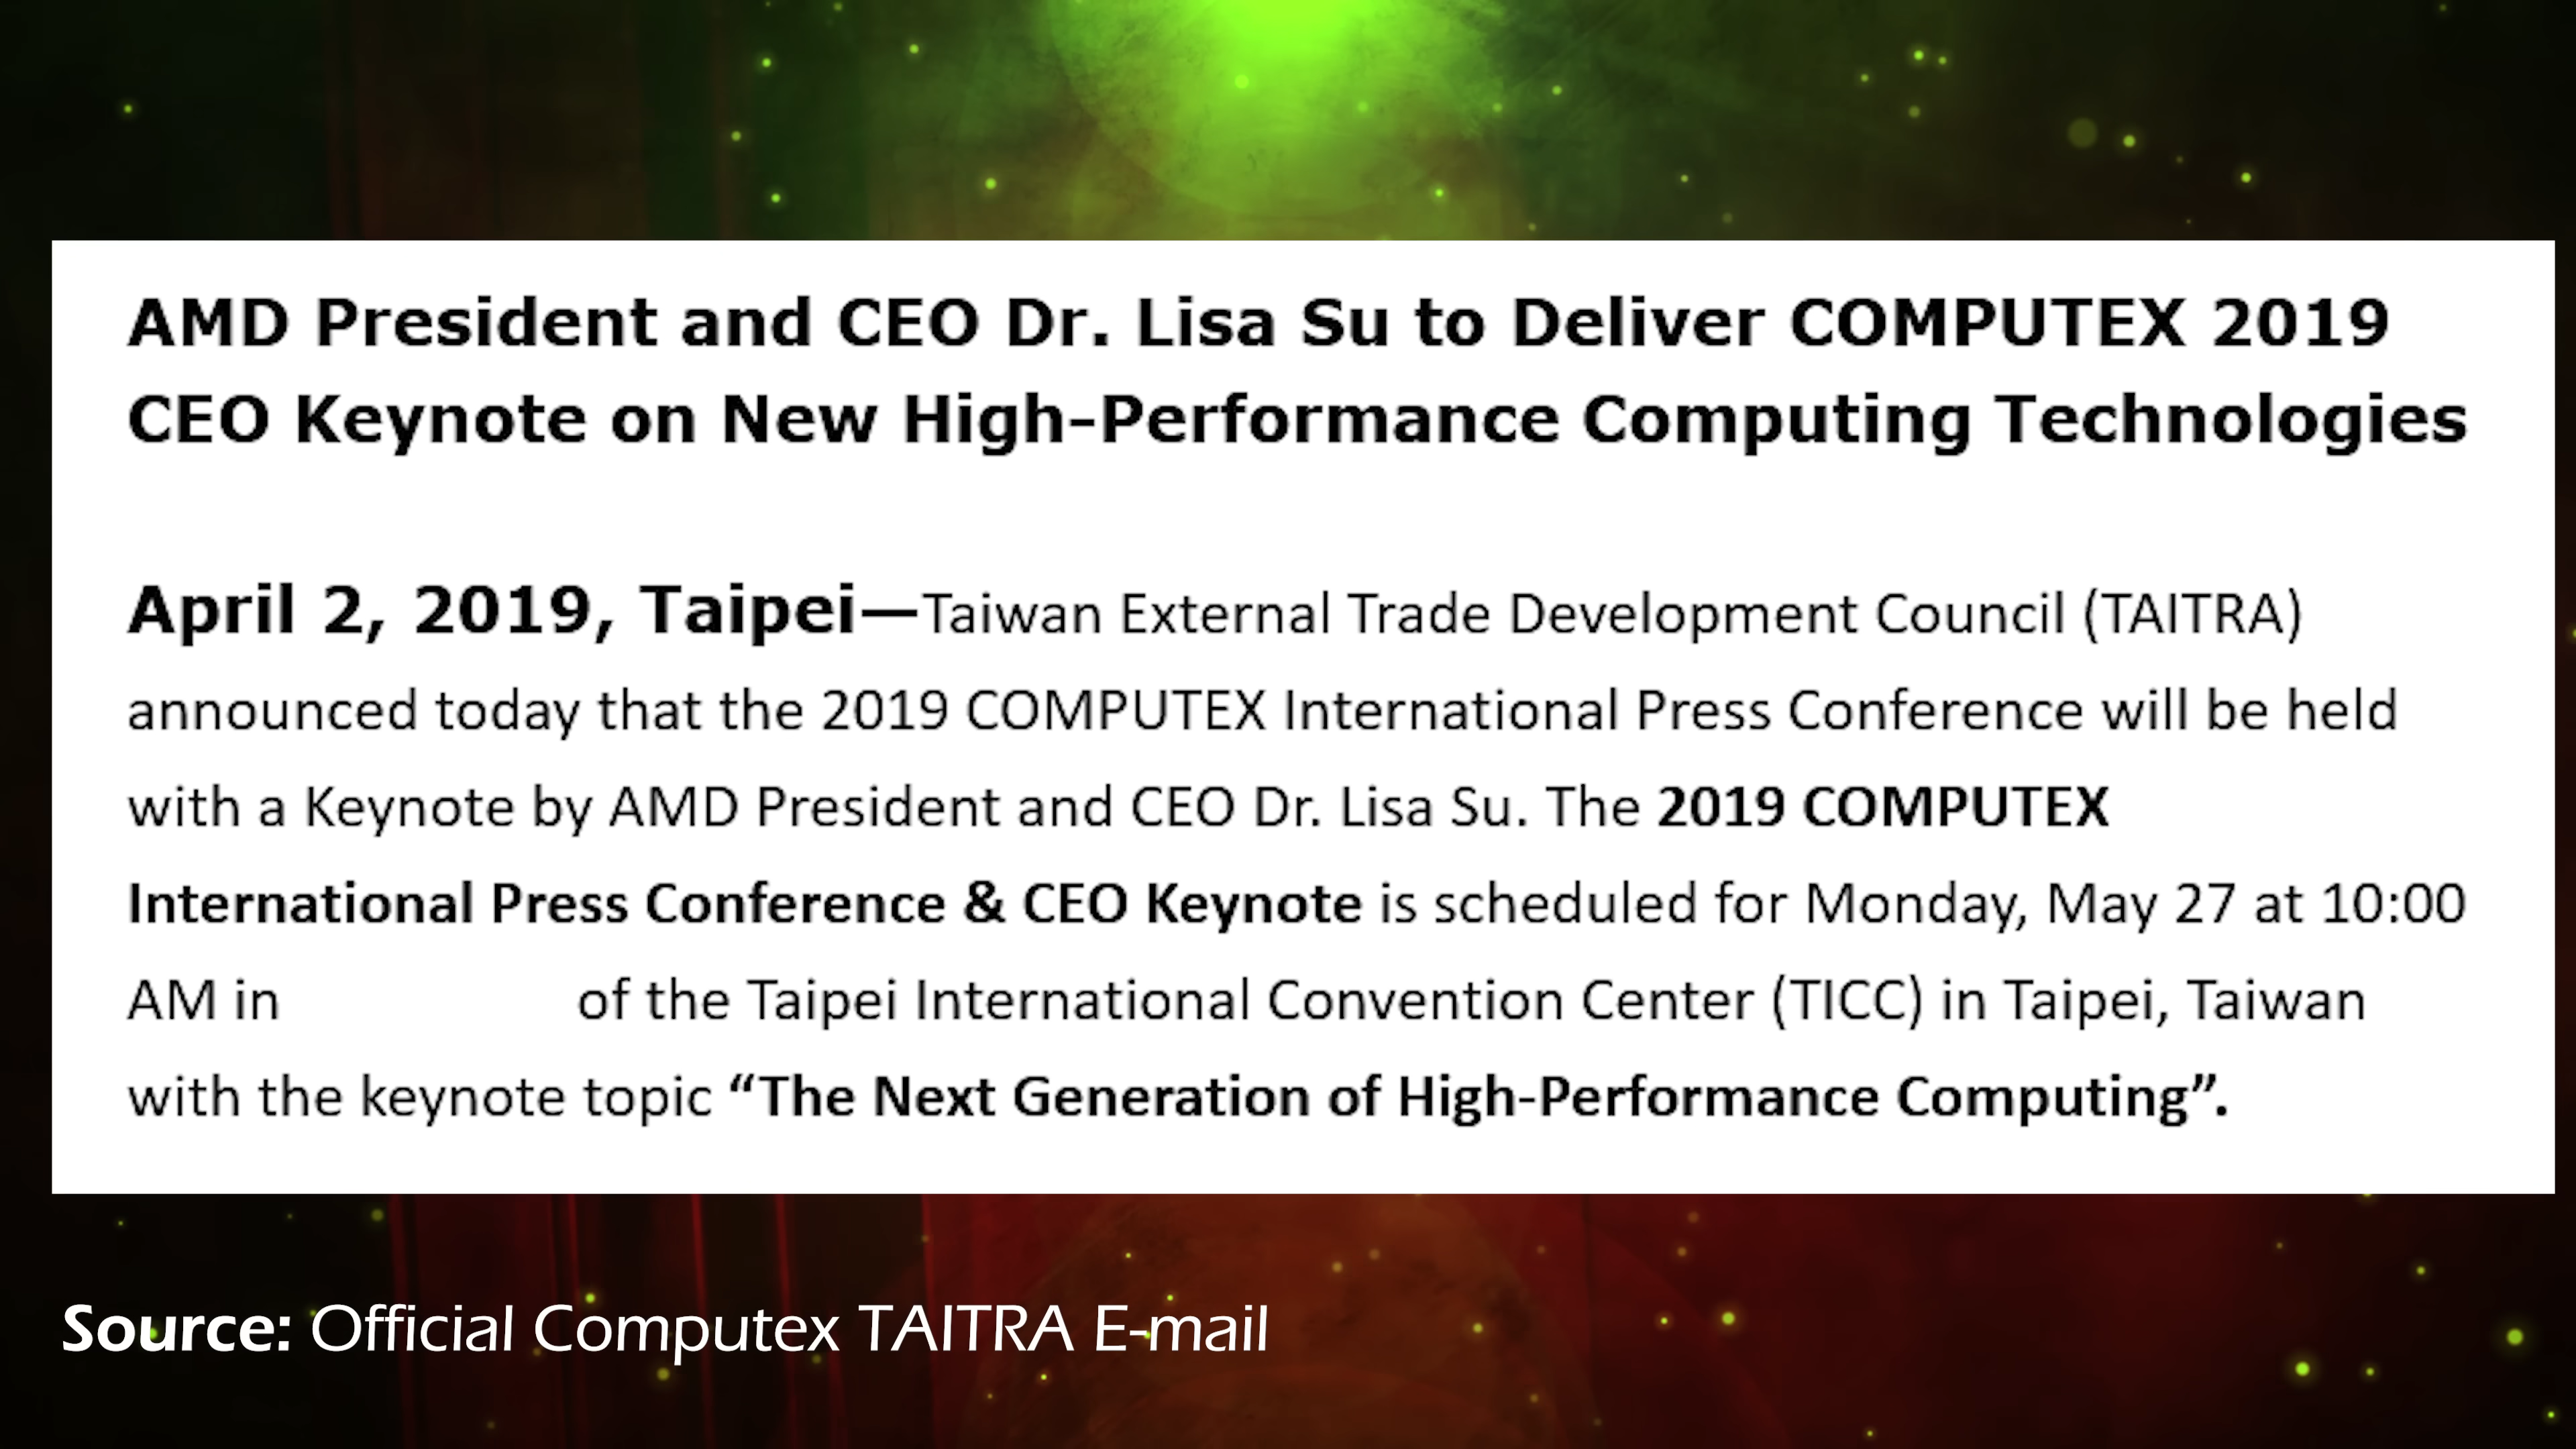 AMD President and CEO Dr. Lisa Su to Deliver COMPUTEX 2019
CEO Keynote on New High-Performance Computing Technologies
April 2, 2019, Taipei—Taiwan External Trade Development Council (TAITRA)
announced today that the 2019 COMPUTEX International Press Conference will be held
with a Keynote by AMD President and CEO Dr. Lisa Su. The 2019 COMPUTEX
International Press Conference & CEO Keynote is scheduled for Monday, May 27 at 10:00
AM in of the Taipei International Convention Center (TICC) in Taipei, Taiwan
with the keynote topic “The Next Generation of High-Performance Computing”.
Source: Official Computex TAITRA E-mail